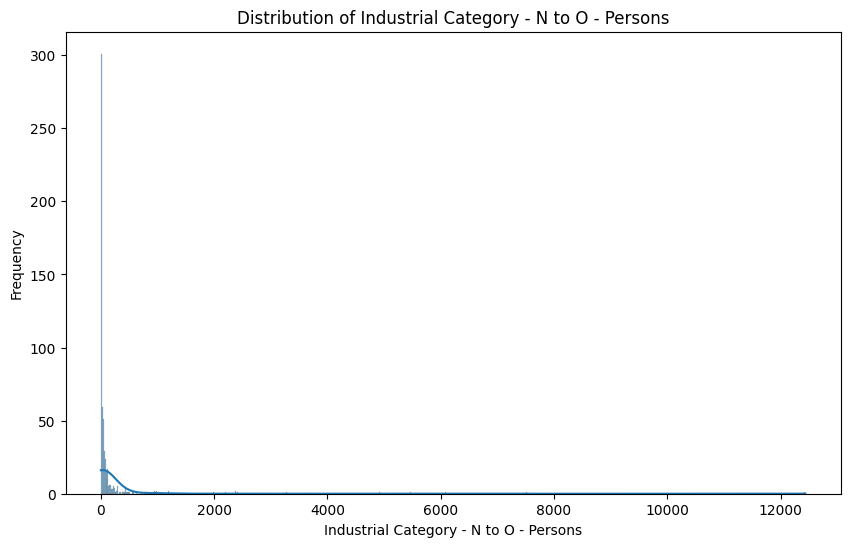 Distribution of Industrial Category - N to O - Persons
300
250
200
150
100
50
0
Frequency
0 2000 4000 6000 8000 10000 12000
Industrial Category - N to O - Persons